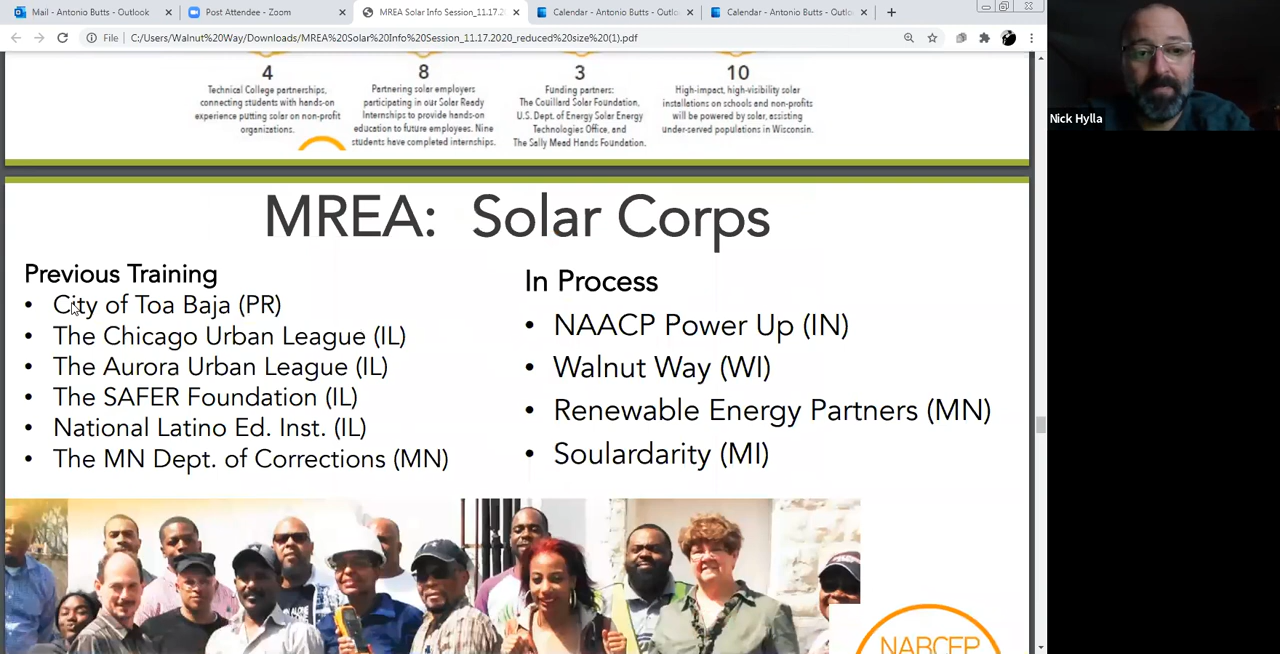 Mail - Antonio Butts - Outlook
Post Attendee - Zoom
MREA Solar Info Session_11.17.2
Calendar - Antonio Butts - Outlo
Calendar - Antonio Butts - Outlo
File
C:/Users/Walnut%20Way/Downloads/MREA%20Solar%20Info%20Session_11.17.2020_reduced%20size%20(1).pdf
4
Technical College partnerships,
connecting students with hands-on
experience putting solar on non-profit
organizations.
8
Partnering solar employers
participating in our Solar Ready
Internships to provide hands-on
education to future employees. Nine
students have completed internships.
3
Funding partners:
The Couillard Solar Foundation,
U.S. Dept. of Energy Solar Energy
Technologies Office, and
The Sally Mead Hands Foundation.
10
High-impact, high-visibility solar
installations on schools and non-profits
will be powered by solar, assisting
under-served populations in Wisconsin.
MREA: Solar Corps
Previous Training
• City of Toa Baja (PR)
• The Chicago Urban League (IL)
• The Aurora Urban League (IL)
• The SAFER Foundation (IL)
• National Latino Ed. Inst. (IL)
• The MN Dept. of Corrections (MN)
In Process
• NAACP Power Up (IN)
• Walnut Way (WI)
• Renewable Energy Partners (MN)
• Soulardarity (MI)
NABCEP
Nick Hylla